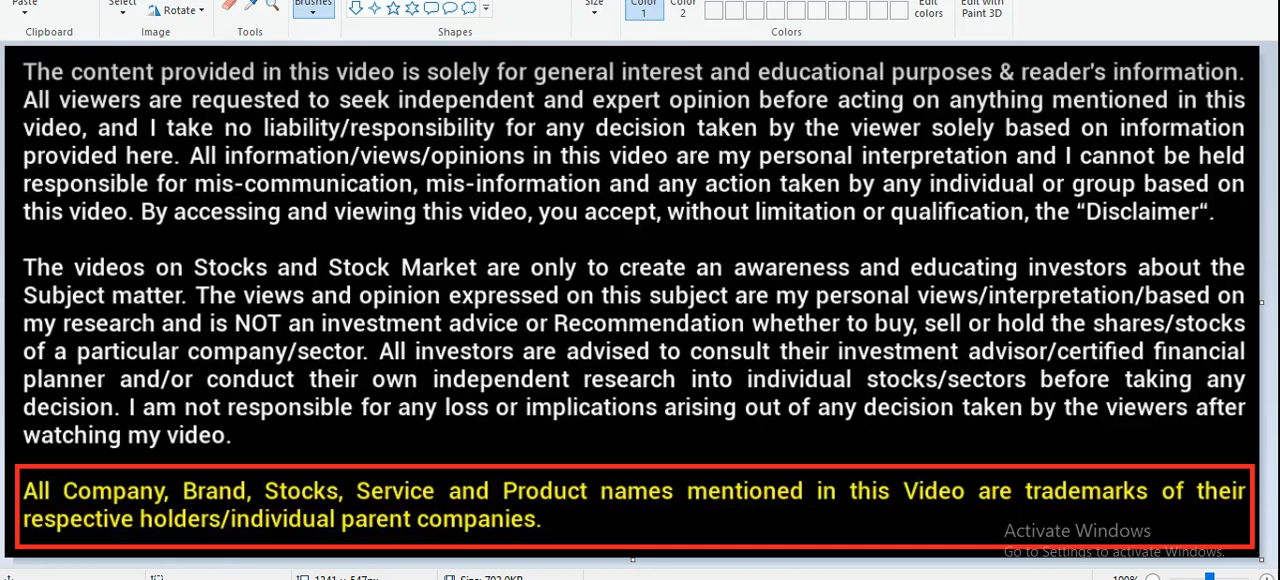 Paste Select Rotate Brushes Size Color 1 Color 2 Edit colors Edit with Paint 3D
Clipboard Image Tools Shapes Colors
The content provided in this video is solely for general interest and educational purposes & reader's information.
All viewers are requested to seek independent and expert opinion before acting on anything mentioned in this
video, and I take no liability/responsibility for any decision taken by the viewer solely based on information
provided here. All information/views/opinions in this video are my personal interpretation and I cannot be held
responsible for mis-communication, mis-information and any action taken by any individual or group based on
this video. By accessing and viewing this video, you accept, without limitation or qualification, the “Disclaimer“.
The videos on Stocks and Stock Market are only to create an awareness and educating investors about the
Subject matter. The views and opinion expressed on this subject are my personal views/interpretation/based on
my research and is NOT an investment advice or Recommendation whether to buy, sell or hold the shares/stocks
of a particular company/sector. All investors are advised to consult their investment advisor/certified financial
planner and/or conduct their own independent research into individual stocks/sectors before taking any
decision. I am not responsible for any loss or implications arising out of any decision taken by the viewers after
watching my video.
All Company, Brand, Stocks, Service and Product names mentioned in this Video are trademarks of their
respective holders/individual parent companies.
Activate Windows
Go to Settings to activate Windows.
1241 × 547px Size: 702.0KB 100%